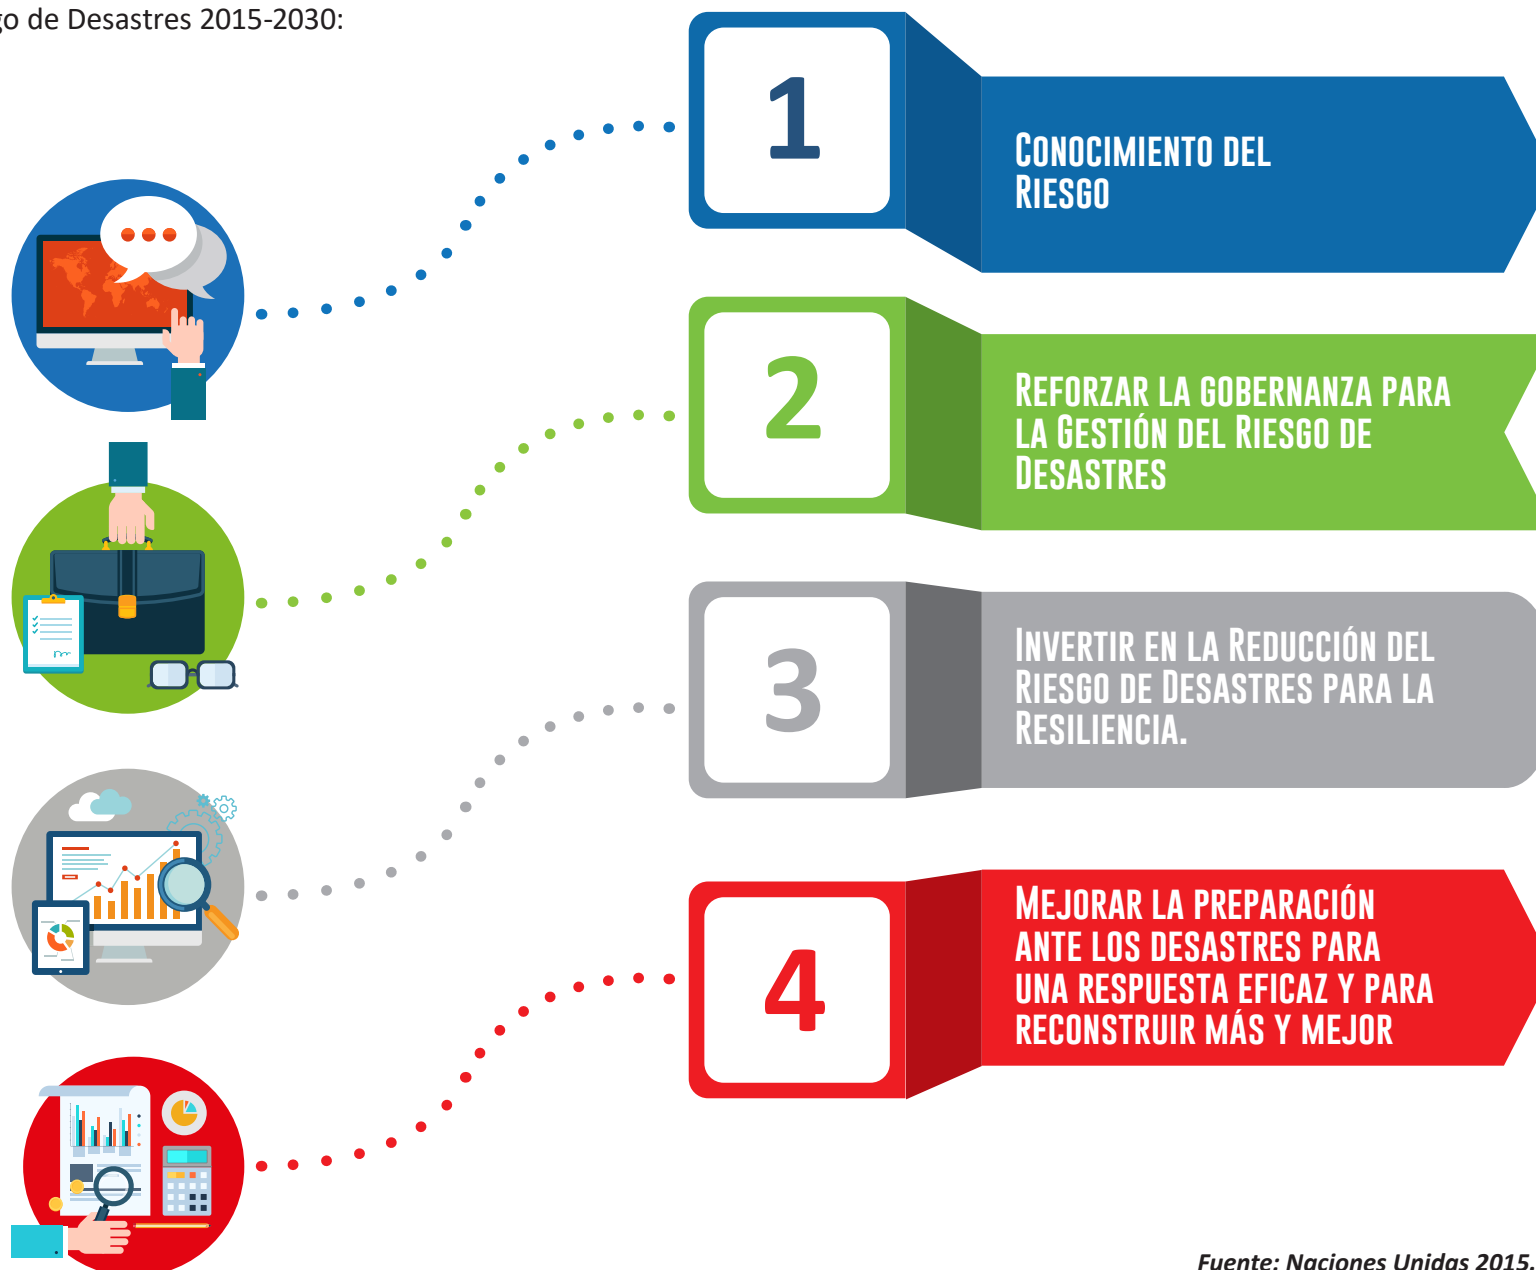 go de Desastres 2015-2030:
1
CONOCIMIENTO DEL
RIESGO
2
REFORZAR LA GOBERNANZA PARA
LA GESTIÓN DEL RIESGO DE
DESASTRES
3
INVERTIR EN LA REDUCCIÓN DEL
RIESGO DE DESASTRES PARA LA
RESILIENCIA.
4
MEJORAR LA PREPARACIÓN
ANTE LOS DESASTRES PARA
UNA RESPUESTA EFICAZ Y PARA
RECONSTRUIR MÁS Y MEJOR
Fuente: Naciones Unidas 2015.